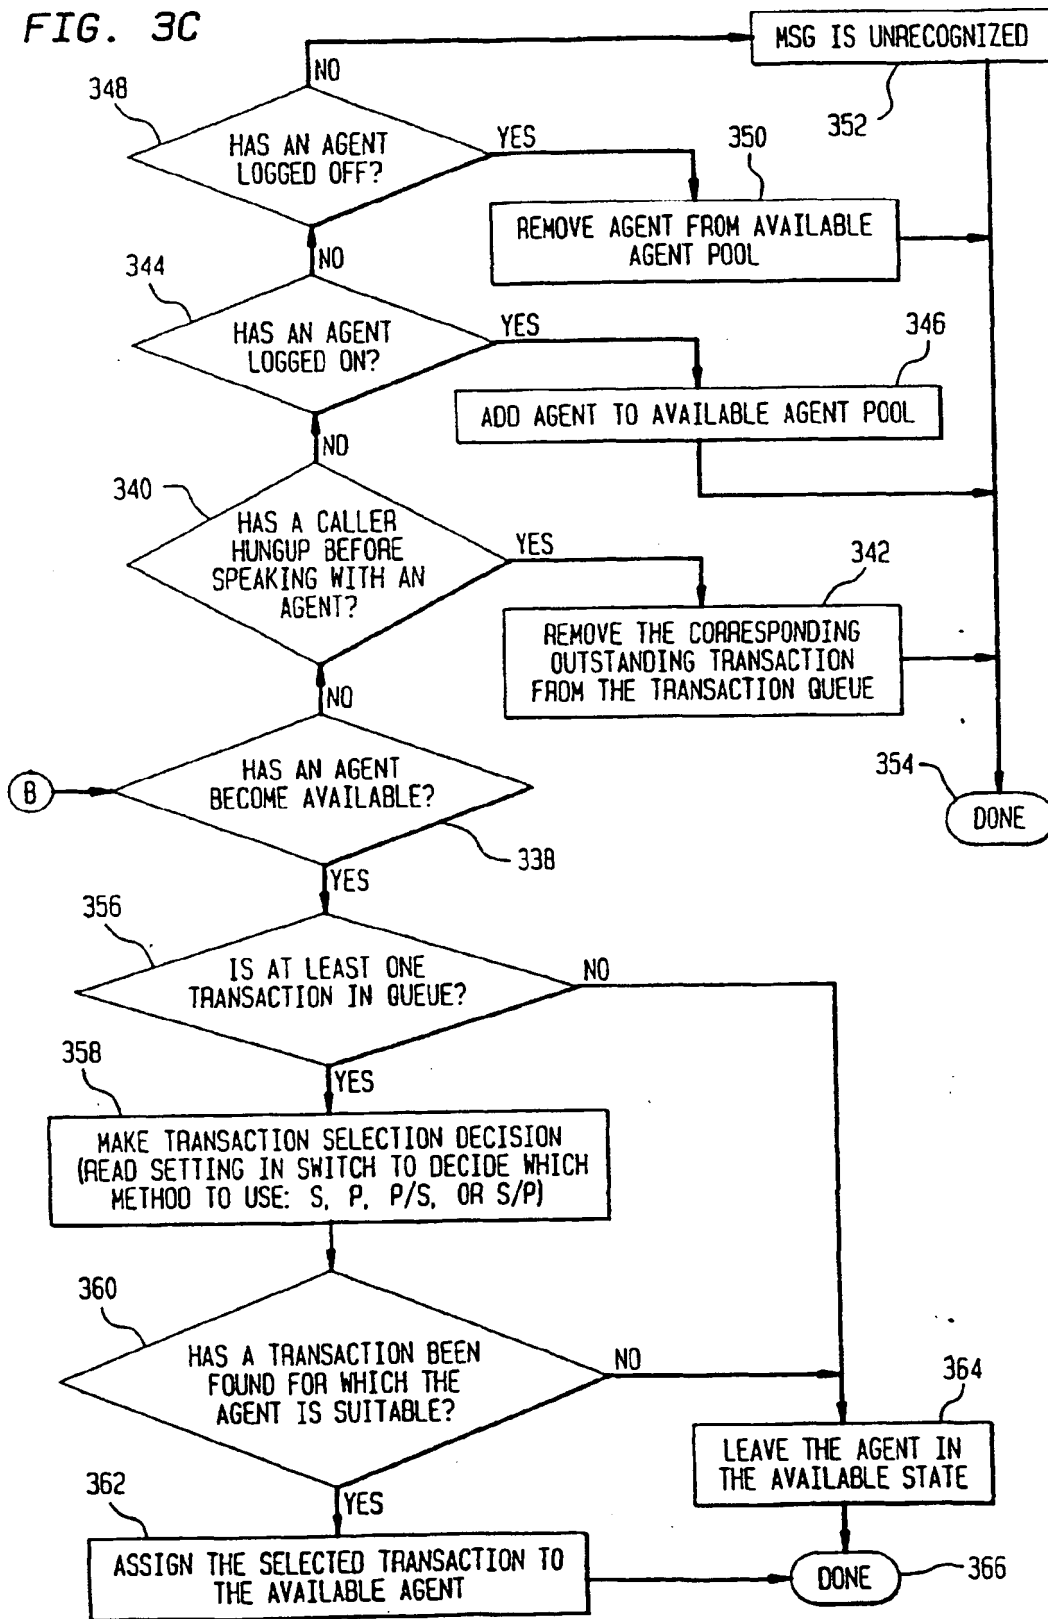 FIG. 3C
MSG IS UNRECOGNIZED
352
NO
348
HAS AN AGENT
LOGGED OFF?
YES
350
REMOVE AGENT FROM AVAILABLE
AGENT POOL
NO
344
HAS AN AGENT
LOGGED ON?
YES
346
ADD AGENT TO AVAILABLE AGENT POOL
NO
340
HAS A CALLER
HUNGUP BEFORE
SPEAKING WITH AN
AGENT?
YES
342
REMOVE THE CORRESPONDING
OUTSTANDING TRANSACTION
FROM THE TRANSACTION QUEUE
NO
B
HAS AN AGENT
BECOME AVAILABLE?
338
354
DONE
YES
356
IS AT LEAST ONE
TRANSACTION IN QUEUE?
NO
YES
358
MAKE TRANSACTION SELECTION DECISION
(READ SETTING IN SWITCH TO DECIDE WHICH
METHOD TO USE: S, P, P/S, OR S/P)
360
HAS A TRANSACTION BEEN
FOUND FOR WHICH THE
AGENT IS SUITABLE?
NO
364
LEAVE THE AGENT IN
THE AVAILABLE STATE
YES
362
ASSIGN THE SELECTED TRANSACTION TO
THE AVAILABLE AGENT
DONE
366